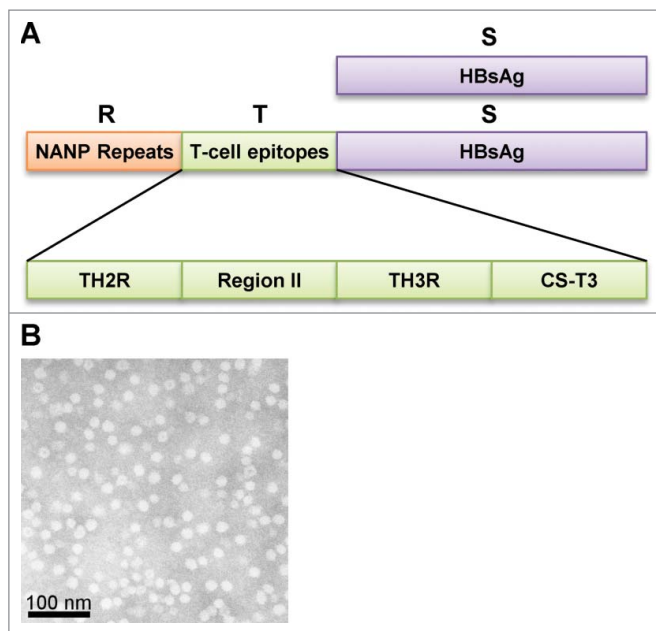 A
S
HBsAg
R T S
NANP Repeats T-cell epitopes HBsAg
TH2R Region II TH3R CS-T3
B
100 nm